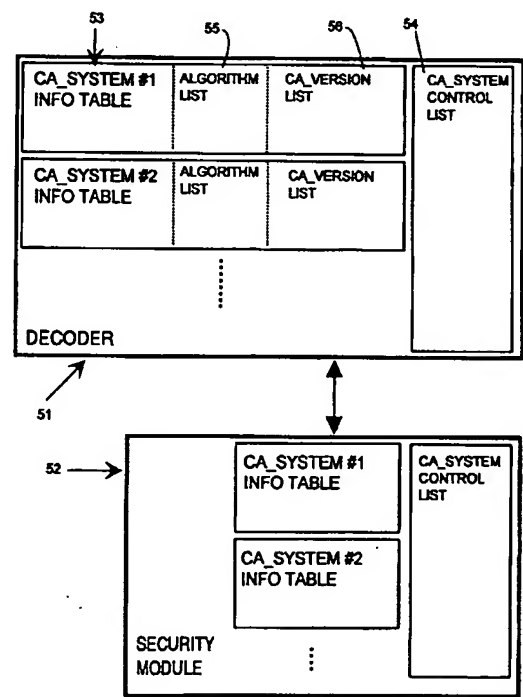 53
55
56
54
CA_SYSTEM #1
INFO TABLE
ALGORITHM
LIST
CA_VERSION
LIST
CA_SYSTEM
CONTROL
LIST
CA_SYSTEM #2
INFO TABLE
ALGORITHM
LIST
CA_VERSION
LIST
DECODER
51
52
CA_SYSTEM #1
INFO TABLE
CA_SYSTEM
CONTROL
LIST
CA_SYSTEM #2
INFO TABLE
SECURITY
MODULE